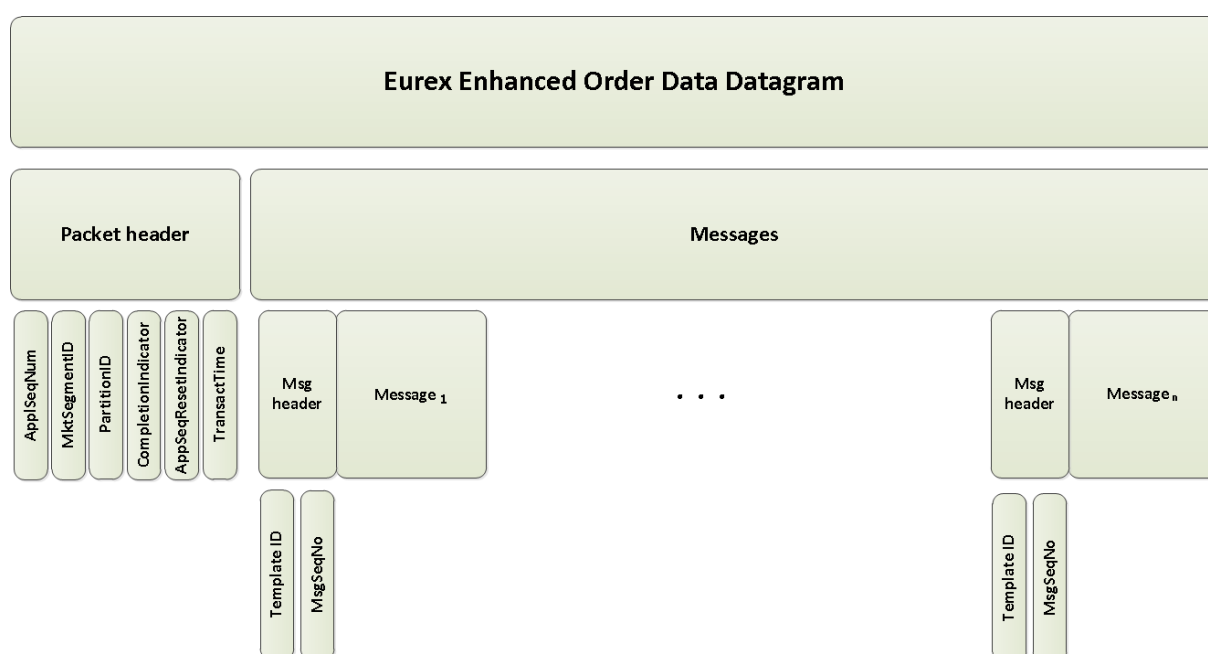 Eurex Enhanced Order Data Datagram
Packet header
Messages
ApplSeqNum
MktSegmentID
PartitionID
CompletionIndicator
AppSeqResetIndicator
TransactTime
Msg
header
Message 1
. . .
Msg
header
Message n
Template ID
MsgSeqNo
Template ID
MsgSeqNo